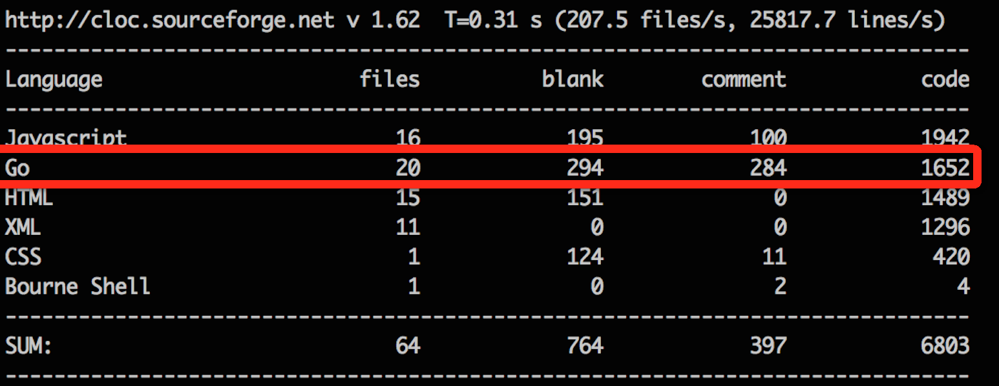 http://cloc.sourceforge.net v 1.62  T=0.31 s (207.5 files/s, 25817.7 lines/s)
-------------------------------------------------------------------------------
Language                     files          blank        comment           code
-------------------------------------------------------------------------------
Javascript                      16            195            100           1942
Go                              20            294            284           1652
HTML                            15            151              0           1489
XML                             11              0              0           1296
CSS                              1            124             11            420
Bourne Shell                     1              0              2              4
-------------------------------------------------------------------------------
SUM:                            64            764            397           6803
-------------------------------------------------------------------------------